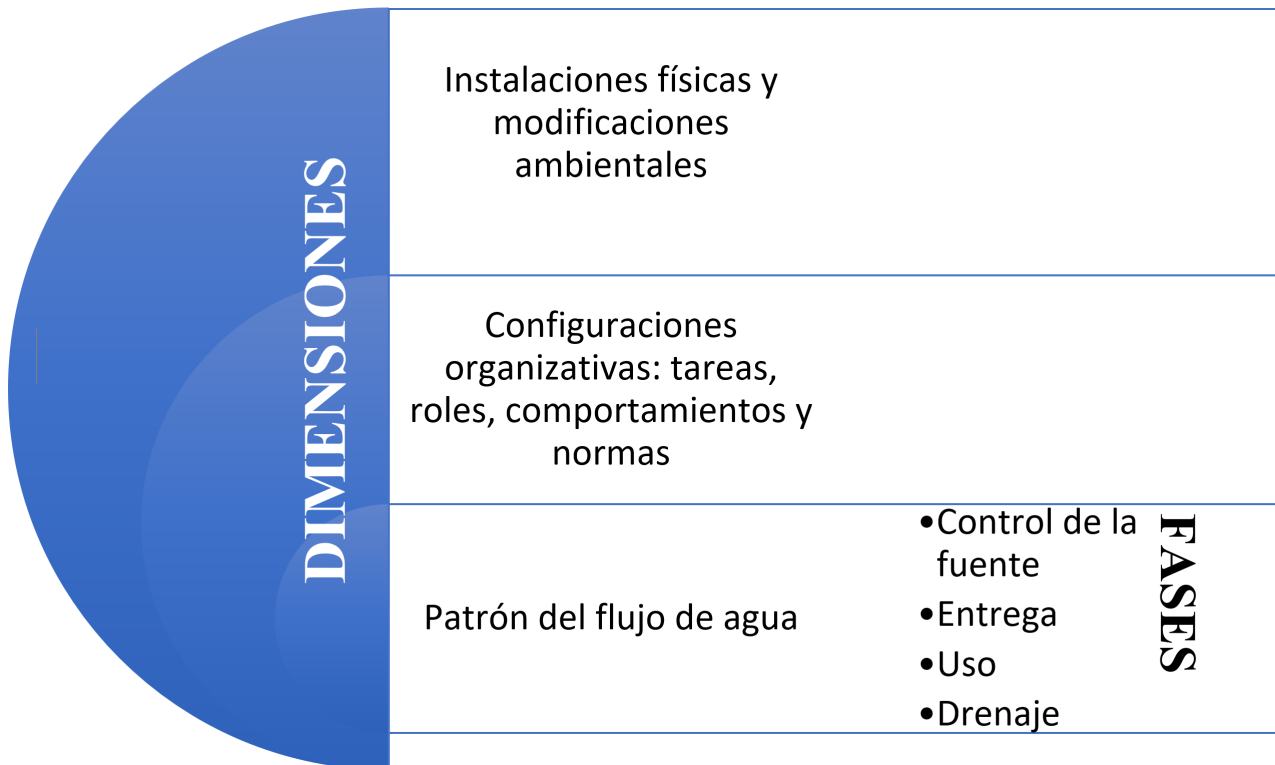 DIMENSIONES
Instalaciones físicas y
modificaciones
ambientales
Configuraciones
organizativas: tareas,
roles, comportamientos y
normas
Patrón del flujo de agua
•Control de la
fuente
•Entrega
•Uso
•Drenaje
FASES